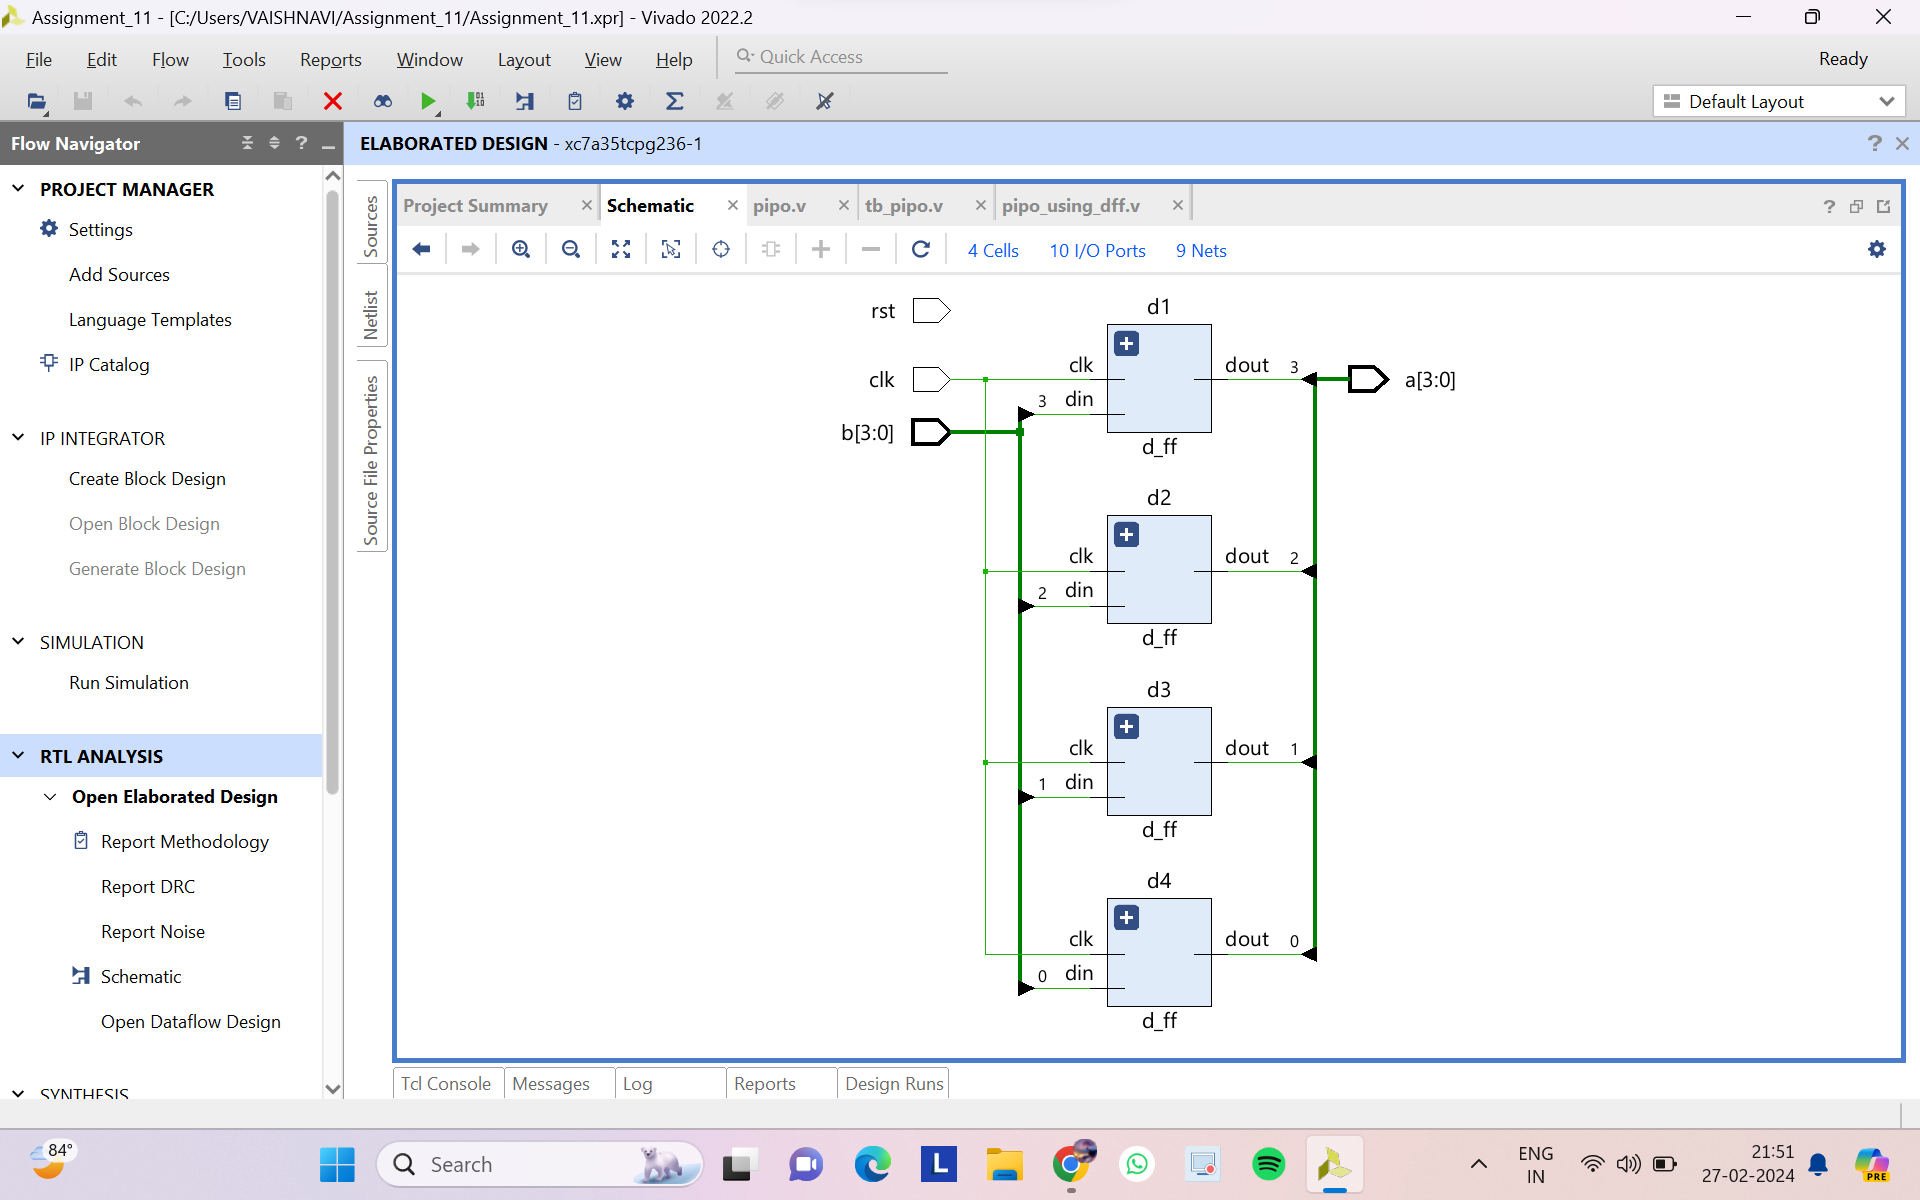 Assignment_11 - [C:/Users/VAISHNAVI/Assignment_11/Assignment_11.xpr] - Vivado 2022.2
File Edit Flow Tools Reports Window Layout View Help Quick Access Ready
Default Layout
Flow Navigator ? ELABORATED DESIGN - xc7a35tcpg236-1 ?
PROJECT MANAGER
Settings
Add Sources
Language Templates
IP Catalog
IP INTEGRATOR
Create Block Design
Open Block Design
Generate Block Design
SIMULATION
Run Simulation
RTL ANALYSIS
Open Elaborated Design
Report Methodology
Report DRC
Report Noise
Schematic
Open Dataflow Design
SYNTHESIS
Sources
Netlist
Source File Properties
Project Summary Schematic pipo.v tb_pipo.v pipo_using_dff.v ?
4 Cells 10 I/O Ports 9 Nets
rst
clk
b[3:0]
d1
clk dout 3
3 din
d_ff
a[3:0]
d2
clk dout 2
2 din
d_ff
d3
clk dout 1
1 din
d_ff
d4
clk dout 0
0 din
d_ff
Tcl Console Messages Log Reports Design Runs
84°
Search
L
ENG
IN
21:51
27-02-2024
PRE